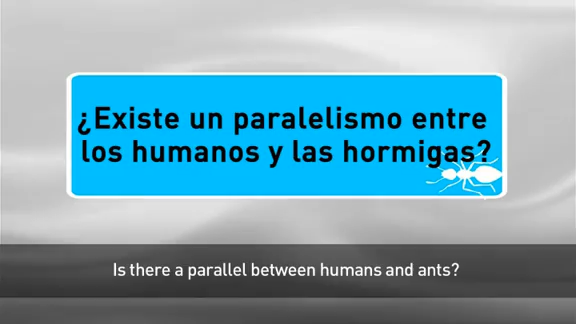 ¿Existe un paralelismo entre
los humanos y las hormigas?
Is there a parallel between humans and ants?